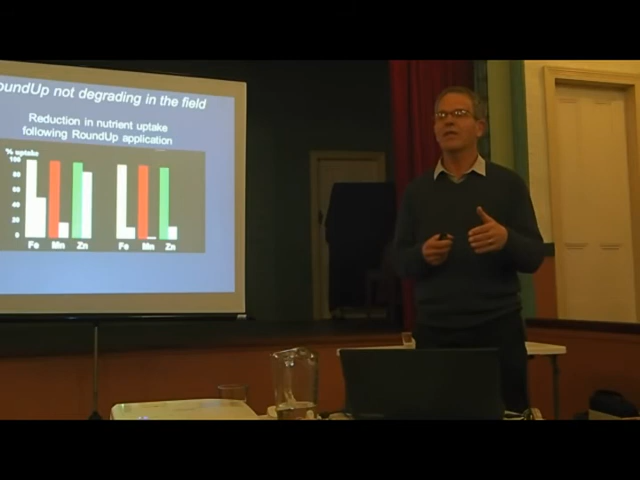 oundUp not degrading in the field
Reduction in nutrient uptake
following RoundUp application
% uptake
100
80
60
40
20
0
Fe Mn Zn Fe Mn Zn